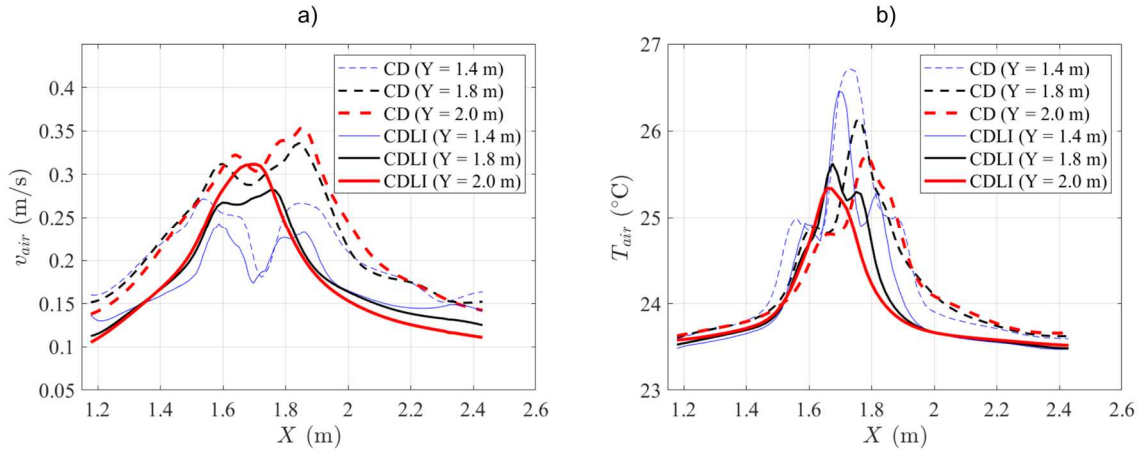 a)
0.4
0.35
0.3
0.25
0.2
0.15
0.1
0.05
v_air (m/s)
CD (Y = 1.4 m)
CD (Y = 1.8 m)
CD (Y = 2.0 m)
CDLI (Y = 1.4 m)
CDLI (Y = 1.8 m)
CDLI (Y = 2.0 m)
1.2 1.4 1.6 1.8 2 2.2 2.4 2.6
X (m)
b)
27
26
25
24
23
T_air (°C)
CD (Y = 1.4 m)
CD (Y = 1.8 m)
CD (Y = 2.0 m)
CDLI (Y = 1.4 m)
CDLI (Y = 1.8 m)
CDLI (Y = 2.0 m)
1.2 1.4 1.6 1.8 2 2.2 2.4 2.6
X (m)